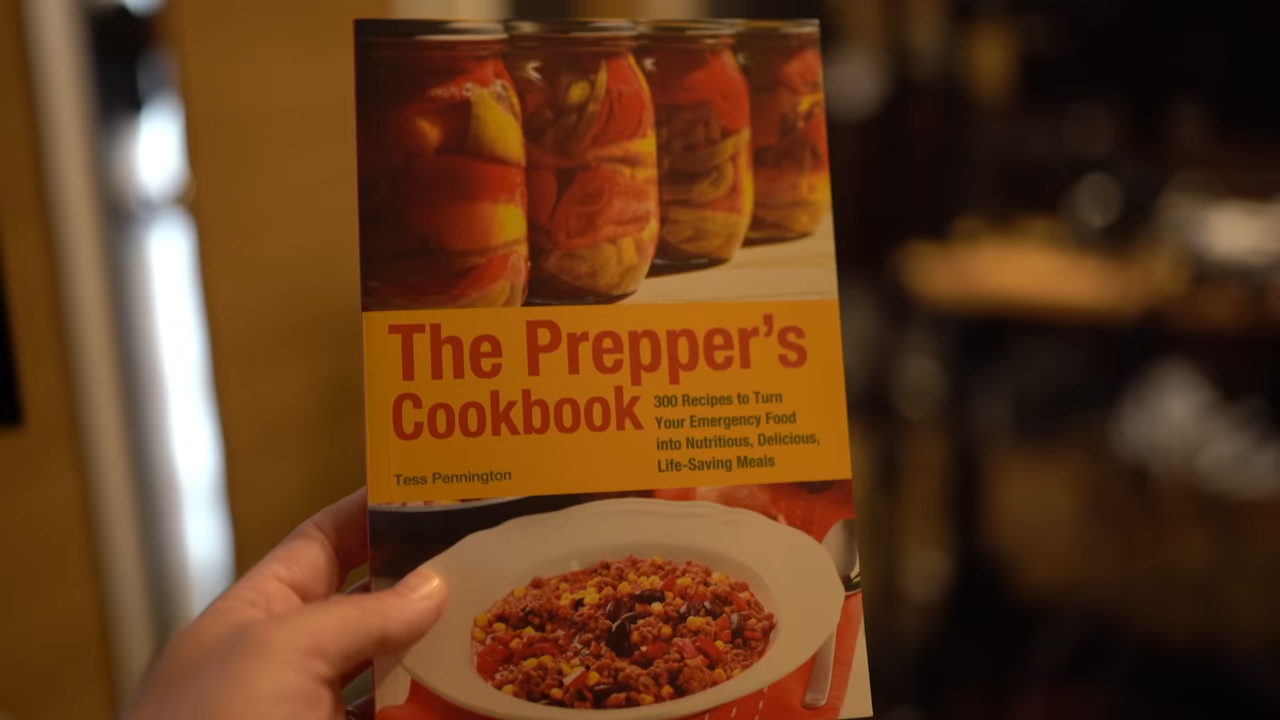 The Prepper's
Cookbook
300 Recipes to Turn
Your Emergency Food
into Nutritious, Delicious,
Life-Saving Meals
Tess Pennington